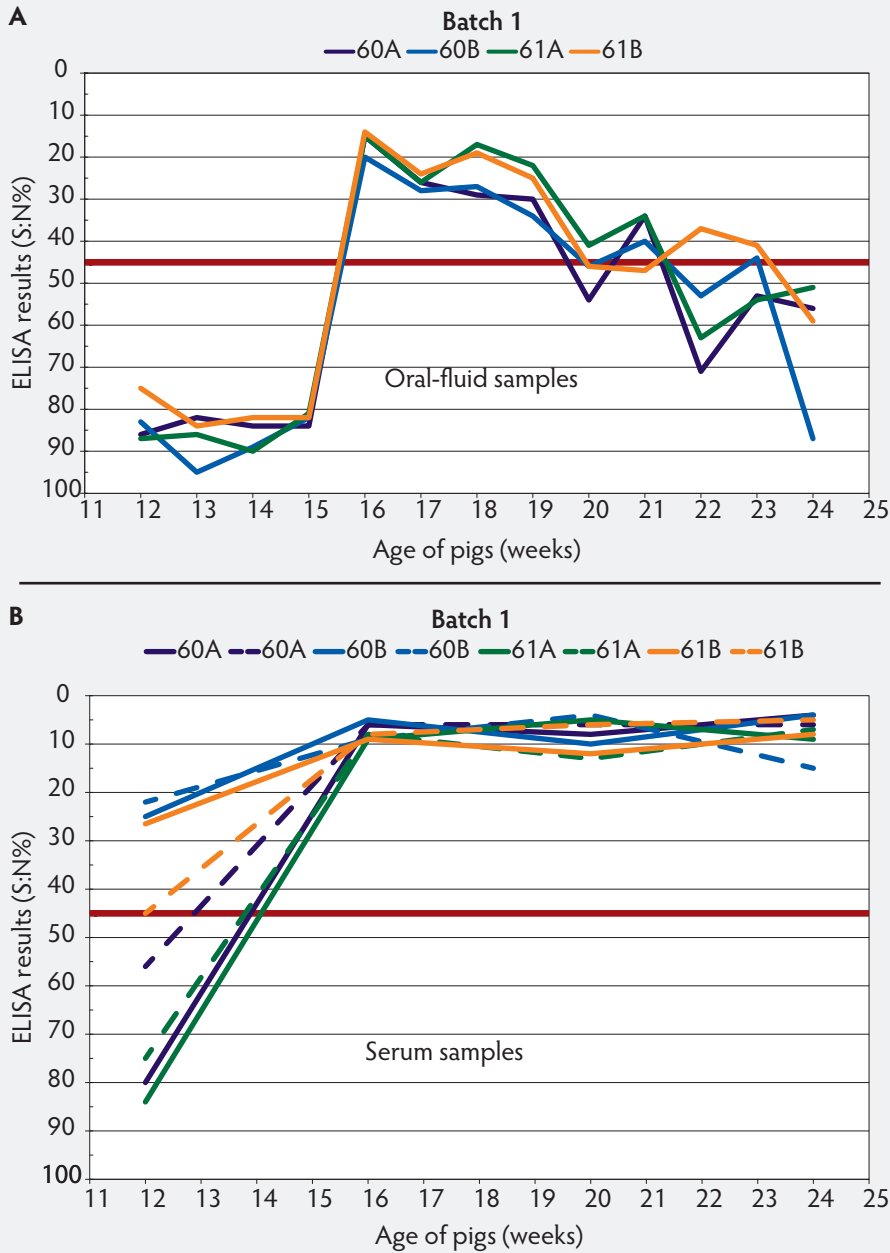 A
Batch 1
60A 60B 61A 61B
0
10
20
30
40
50
60
70
80
90
100
ELISA results (S:N%)
Oral-fluid samples
11 12 13 14 15 16 17 18 19 20 21 22 23 24 25
Age of pigs (weeks)
B
Batch 1
60A 60A 60B 60B 61A 61A 61B 61B
0
10
20
30
40
50
60
70
80
90
100
ELISA results (S:N%)
Serum samples
11 12 13 14 15 16 17 18 19 20 21 22 23 24 25
Age of pigs (weeks)